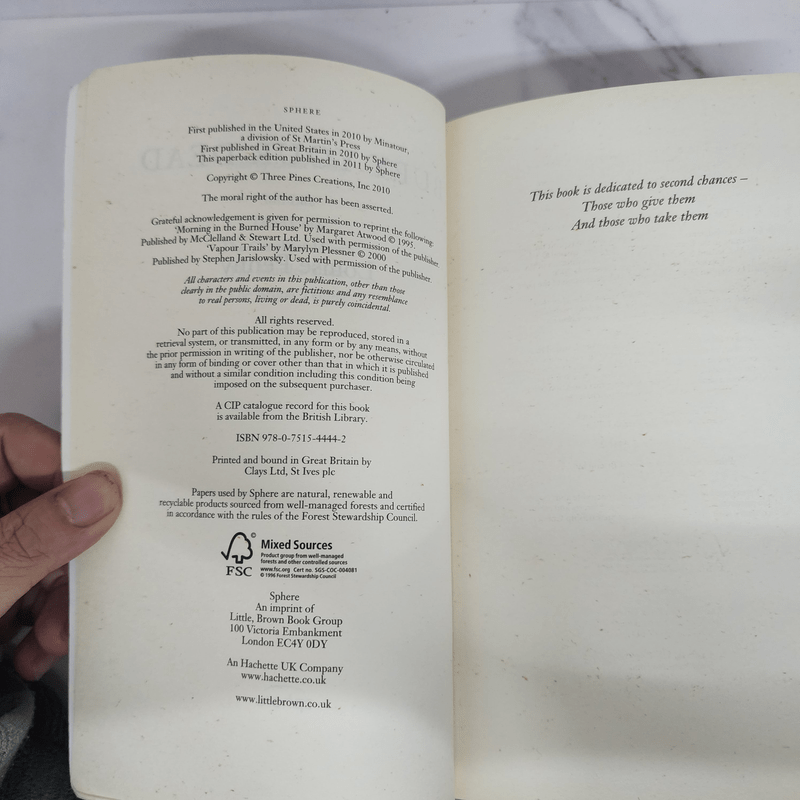 SPHERE
First published in the United States in 2010 by Minatour,
a division of St Martin's Press
First published in Great Britain in 2010 by Sphere
This paperback edition published in 2011 by Sphere
Copyright © Three Pines Creations, Inc 2010
The moral right of the author has been asserted.
Grateful acknowledgement is given for permission to reprint the following:
'Morning in the Burned House' by Margaret Atwood © 1995.
Published by McClelland & Stewart Ltd. Used with permission of the publisher.
'Vapour Trails' by Marylyn Plessner © 2000
Published by Stephen Jarislowsky. Used with permission of the publisher.
All characters and events in this publication, other than those
clearly in the public domain, are fictitious and any resemblance
to real persons, living or dead, is purely coincidental.
All rights reserved.
No part of this publication may be reproduced, stored in a
retrieval system, or transmitted, in any form or by any means, without
the prior permission in writing of the publisher, nor be otherwise circulated
in any form of binding or cover other than that in which it is published
and without a similar condition including this condition being
imposed on the subsequent purchaser.
A CIP catalogue record for this book
is available from the British Library.
ISBN 978-0-7515-4444-2
Printed and bound in Great Britain by
Clays Ltd, St Ives plc
Papers used by Sphere are natural, renewable and
recyclable products sourced from well-managed forests and certified
in accordance with the rules of the Forest Stewardship Council.
FSC
Mixed Sources
Product group from well-managed
forests and other controlled sources
www.fsc.org Cert no. SGS-COC-004081
© 1996 Forest Stewardship Council
Sphere
An imprint of
Little, Brown Book Group
100 Victoria Embankment
London EC4Y 0DY
An Hachette UK Company
www.hachette.co.uk
www.littlebrown.co.uk
This book is dedicated to second chances –
Those who give them
And those who take them